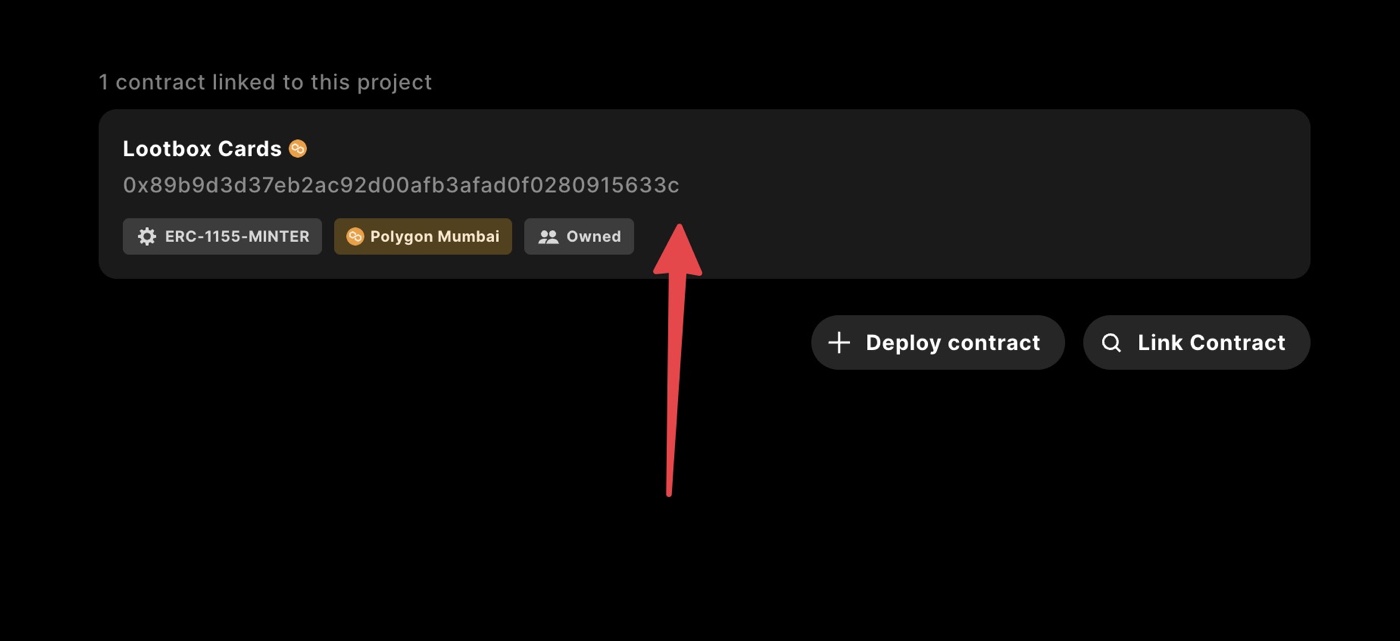 1 contract linked to this project
Lootbox Cards
0x89b9d3d37eb2ac92d00afb3afad0f0280915633c
ERC-1155-MINTER Polygon Mumbai Owned
Deploy contract Link Contract